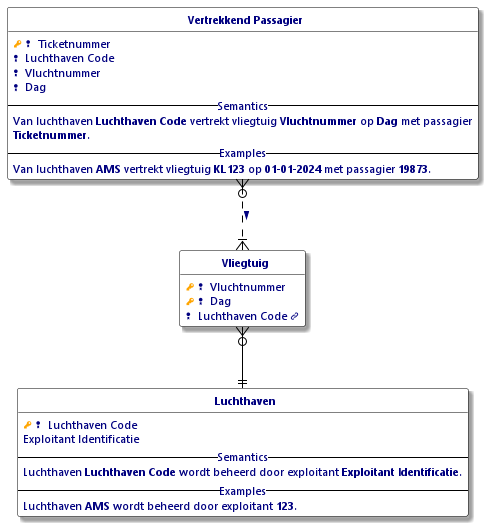 Vertrekkend Passagier
Ticketnummer
Luchthaven Code
Vluchtnummer
Dag
Semantics
Van luchthaven Luchthaven Code vertrekt vliegtuig Vluchtnummer op Dag met passagier
Ticketnummer.
Examples
Van luchthaven AMS vertrekt vliegtuig KL123 op 01-01-2024 met passagier 19873.
Vliegtuig
Vluchtnummer
Dag
Luchthaven Code
Luchthaven
Luchthaven Code
Exploitant Identificatie
Semantics
Luchthaven Luchthaven Code wordt beheerd door exploitant Exploitant Identificatie.
Examples
Luchthaven AMS wordt beheerd door exploitant 123.